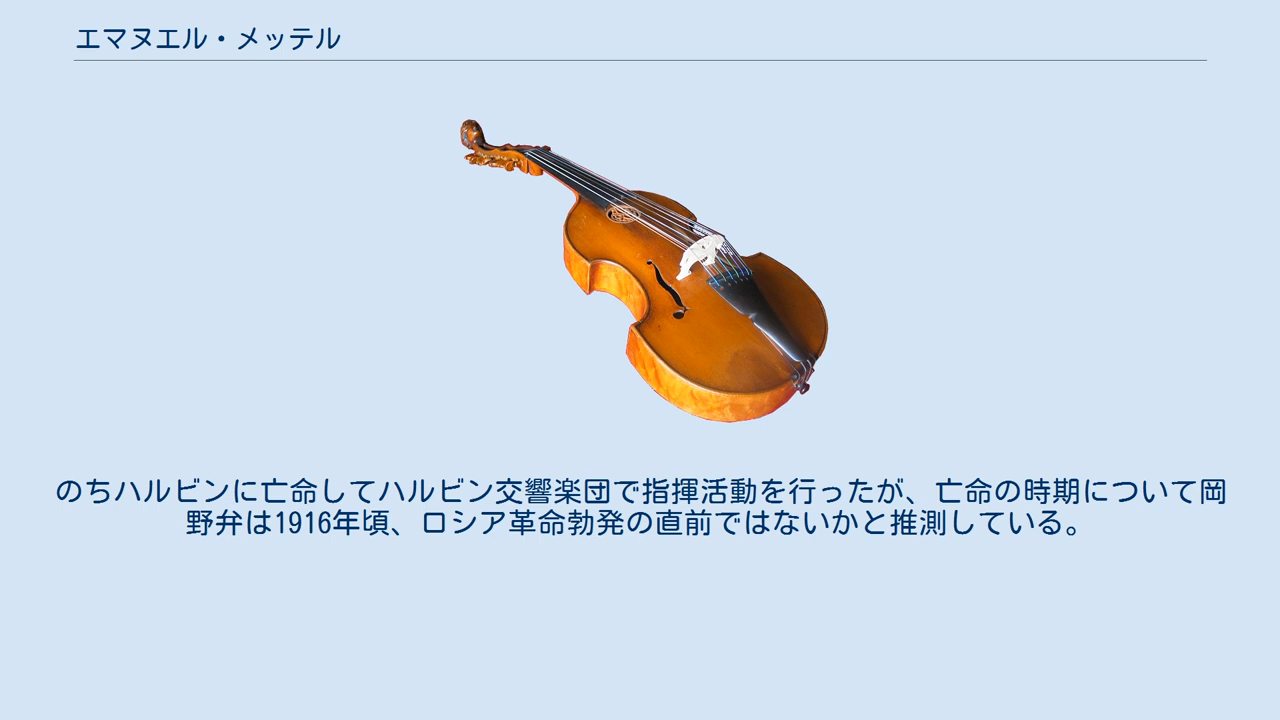 エマヌエル・メッテル
のちハルビンに亡命してハルビン交響楽団で指揮活動を行ったが、亡命の時期について岡
野弁は1916年頃、ロシア革命勃発の直前ではないかと推測している。